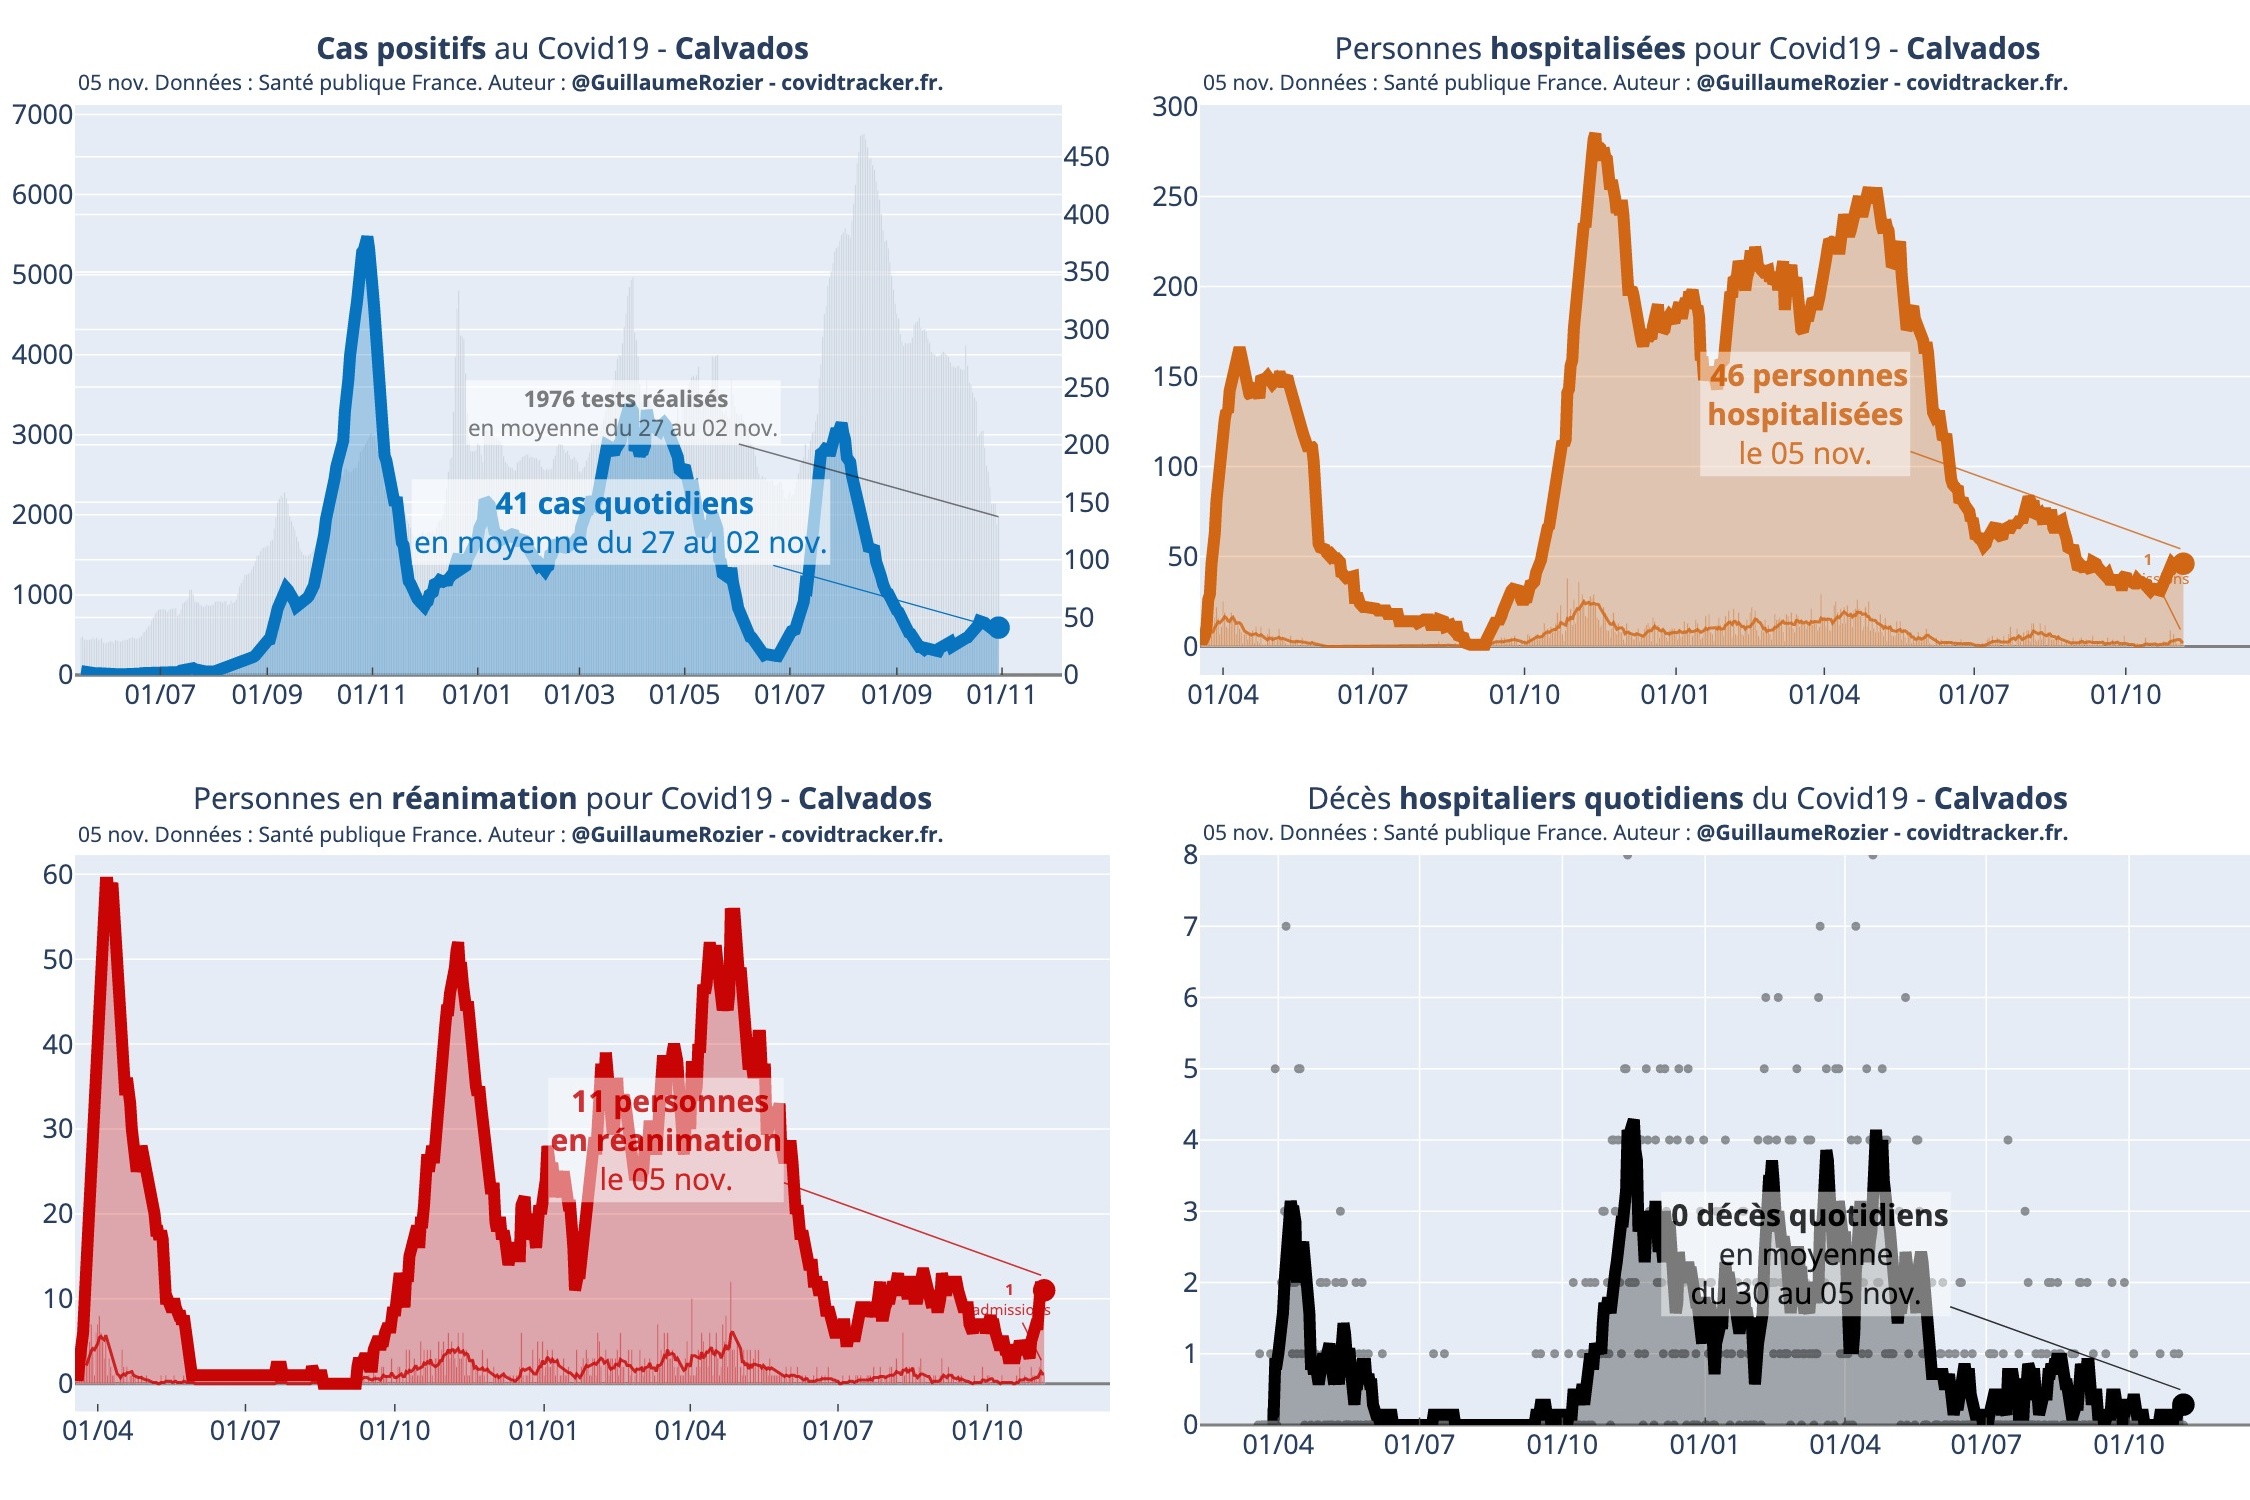 Cas positifs au Covid19 - Calvados
05 nov. Données : Santé publique France. Auteur : @GuillaumeRozier - covidtracker.fr.
7000
6000
5000
4000
3000
2000
1000
0
450
400
350
300
250
200
150
100
50
0
1976 tests réalisés
en moyenne du 27 au 02 nov.
41 cas quotidiens
en moyenne du 27 au 02 nov.
01/07 01/09 01/11 01/01 01/03 01/05 01/07 01/09 01/11
Personnes hospitalisées pour Covid19 - Calvados
05 nov. Données : Santé publique France. Auteur : @GuillaumeRozier - covidtracker.fr.
300
250
200
150
100
50
0
46 personnes
hospitalisées
le 05 nov.
1
01/04 01/07 01/10 01/01 01/04 01/07 01/10
Personnes en réanimation pour Covid19 - Calvados
05 nov. Données : Santé publique France. Auteur : @GuillaumeRozier - covidtracker.fr.
60
50
40
30
20
10
0
11 personnes
en réanimation
le 05 nov.
1
admissions
01/04 01/07 01/10 01/01 01/04 01/07 01/10
Décès hospitaliers quotidiens du Covid19 - Calvados
05 nov. Données : Santé publique France. Auteur : @GuillaumeRozier - covidtracker.fr.
8
7
6
5
4
3
2
1
0
0 décès quotidiens
en moyenne
du 30 au 05 nov.
01/04 01/07 01/10 01/01 01/04 01/07 01/10